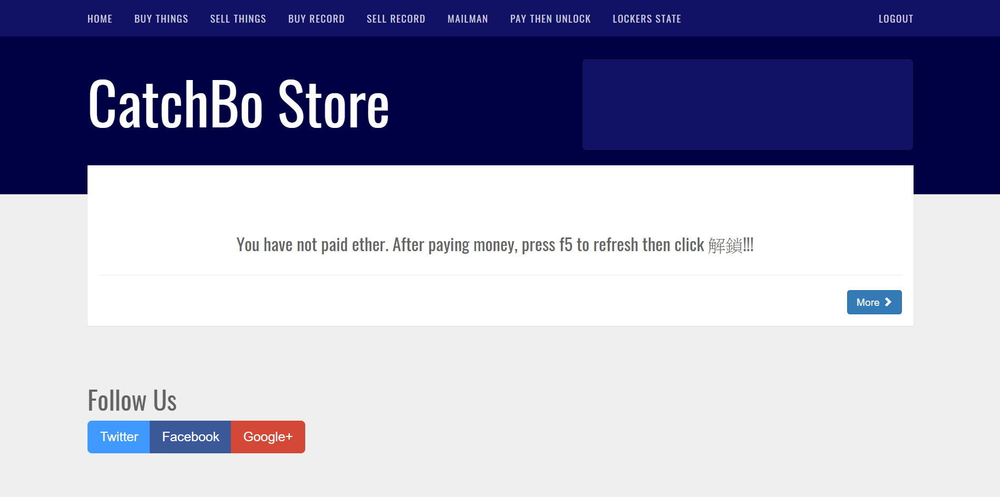 HOME BUY THINGS SELL THINGS BUY RECORD SELL RECORD MAILMAN PAY THEN UNLOCK LOCKERS STATE LOGOUT
CatchBo Store
You have not paid ether. After paying money, press f5 to refresh then click 解鎖!!!
More
Follow Us
Twitter Facebook Google+